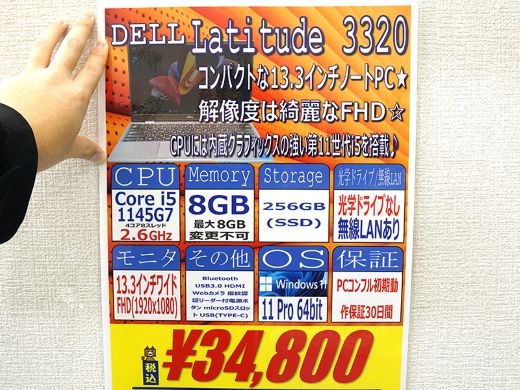 DELL Latitude 3320
コンパクトな13.3インチノートPC★
解像度は綺麗なFHD☆
CPUには内蔵グラフィックスの強い第11世代i5を搭載♪
CPU
Core i5
1145G7
4コア8スレッド
2.6GHz
Memory
8GB
最大8GB
変更不可
Storage
256GB
(SSD)
光学ドライブ/無線LAN
光学ドライブなし
無線LANあり
モニタ
13.3インチワイド
FHD(1920x1080)
その他
Bluetooth
USB3.0 HDMI
Webカメラ 指紋認
証リーダー付電源ボ
タン microSDスロッ
ト USB(TYPE-C)
OS
Windows 11
11 Pro 64bit
保証
PCコンフル初期動
作保証30日間
税込
¥34,800